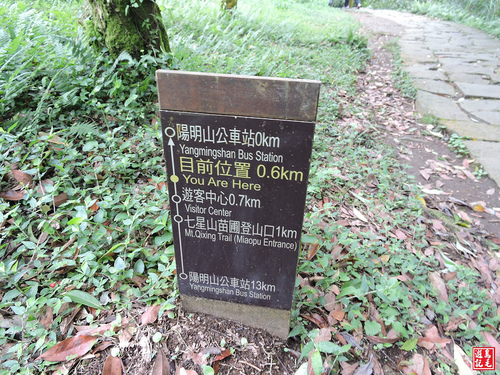 陽明山公車站0km
Yangmingshan Bus Station
目前位置 0.6km
You Are Here
遊客中心0.7km
Visitor Center
七星山苗圃登山口1km
Mt.Qixing Trail (Miaopu Entrance)
陽明山公車站13km
Yangmingshan Bus Station